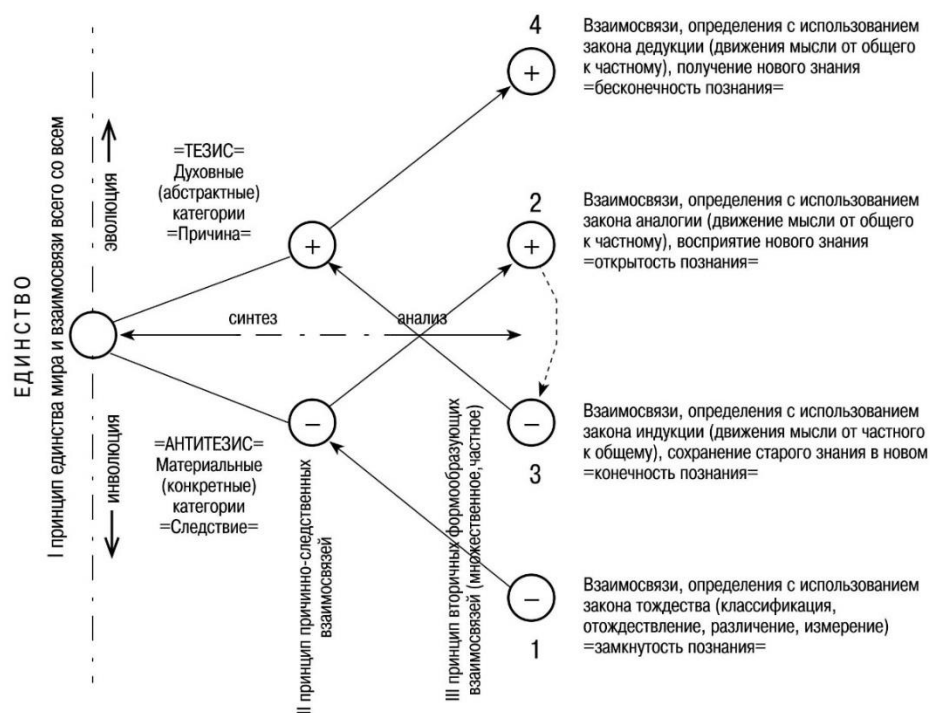 ЕДИНСТВО
I принцип единства мира и взаимосвязи всего со всем
эволюция
инволюция
=ТЕЗИС=
Духовные
(абстрактные)
категории
=Причина=
+
синтез
анализ
=АНТИТЕЗИС=
Материальные
(конкретные)
категории
=Следствие=
–
II принцип причинно-следственных
взаимосвязей
III принцип вторичных формообразующих
взаимосвязей (множественное, частное)
4
+
Взаимосвязи, определения с использованием
закона дедукции (движения мысли от общего
к частному), получение нового знания
=бесконечность познания=
2
+
Взаимосвязи, определения с использованием
закона аналогии (движение мысли от общего
к частному), восприятие нового знания
=открытость познания=
–
3
Взаимосвязи, определения с использованием
закона индукции (движения мысли от частного
к общему), сохранение старого знания в новом
=конечность познания=
–
1
Взаимосвязи, определения с использованием
закона тождества (классификация,
отождествление, различение, измерение)
=замкнутость познания=